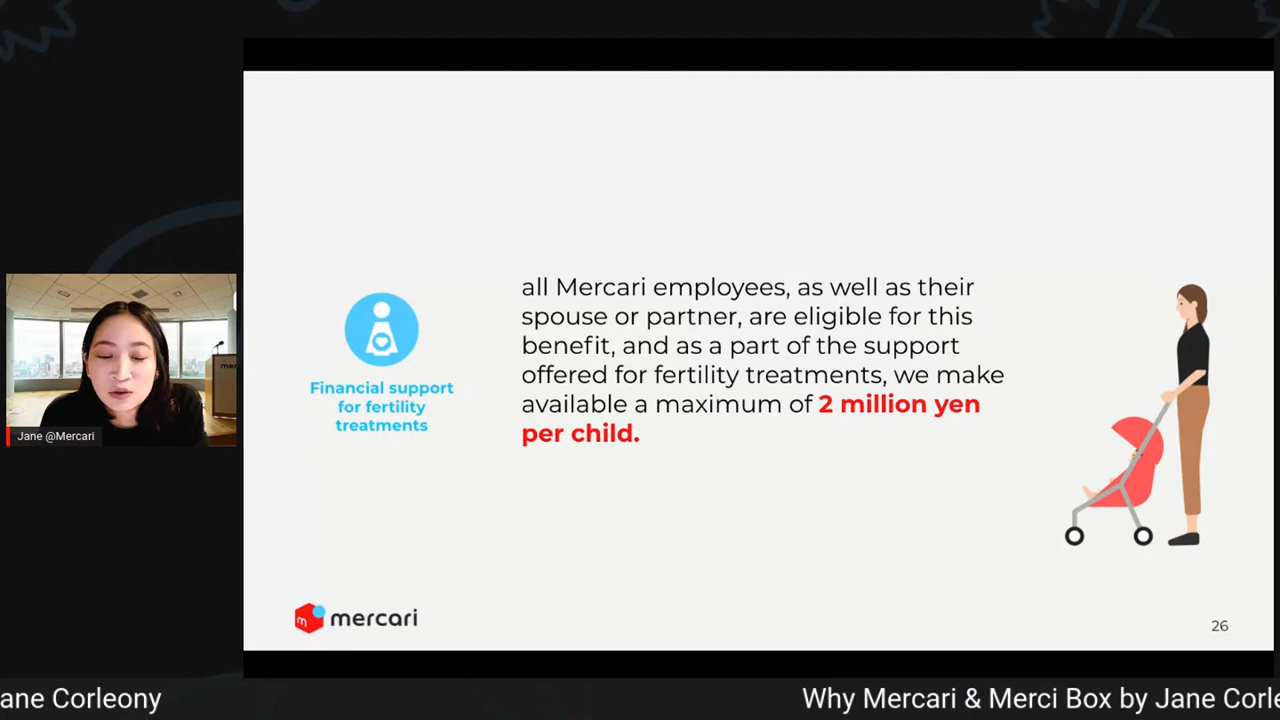 all Mercari employees, as well as their
spouse or partner, are eligible for this
benefit, and as a part of the support
offered for fertility treatments, we make
available a maximum of 2 million yen
per child.
Financial support
for fertility
treatments
Jane @Mercari
mer
m
mercari
26
ane Corleony
Why Mercari & Merci Box by Jane Corle